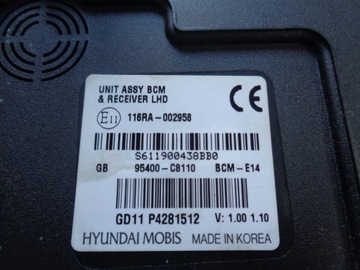 UNIT ASSY BCM
& RECEIVER LHD
CE
E11 116RA-002958
S611900438BB0
GB 95400-C8110 BCM-E14
GD11 P4281512 V: 1.00 1.10
HYUNDAI MOBIS MADE IN KOREA